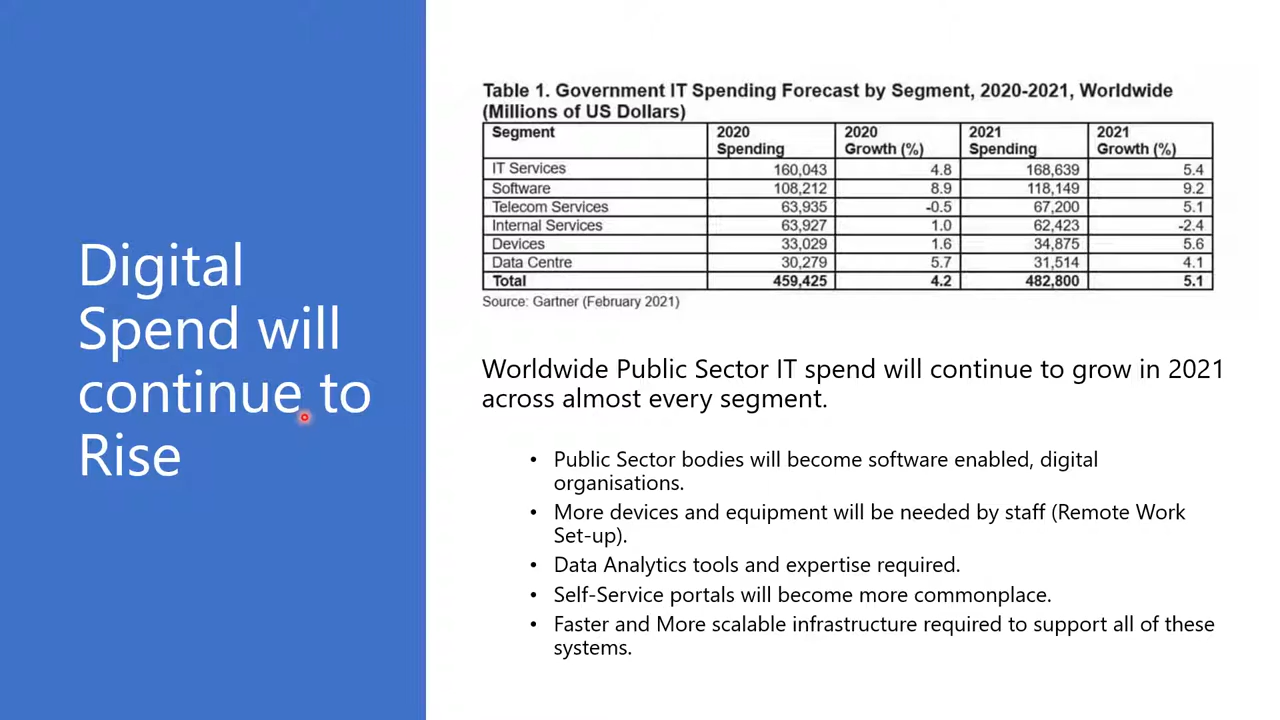 Digital
Spend will
continue to
Rise
Table 1. Government IT Spending Forecast by Segment, 2020-2021, Worldwide
(Millions of US Dollars)
Segment 2020 Spending 2020 Growth (%) 2021 Spending 2021 Growth (%)
IT Services 160,043 4.8 168,639 5.4
Software 108,212 8.9 118,149 9.2
Telecom Services 63,935 -0.5 67,200 5.1
Internal Services 63,927 1.0 62,423 -2.4
Devices 33,029 1.6 34,875 5.6
Data Centre 30,279 5.7 31,514 4.1
Total 459,425 4.2 482,800 5.1
Source: Gartner (February 2021)
Worldwide Public Sector IT spend will continue to grow in 2021
across almost every segment.
• Public Sector bodies will become software enabled, digital
organisations.
• More devices and equipment will be needed by staff (Remote Work
Set-up).
• Data Analytics tools and expertise required.
• Self-Service portals will become more commonplace.
• Faster and More scalable infrastructure required to support all of these
systems.